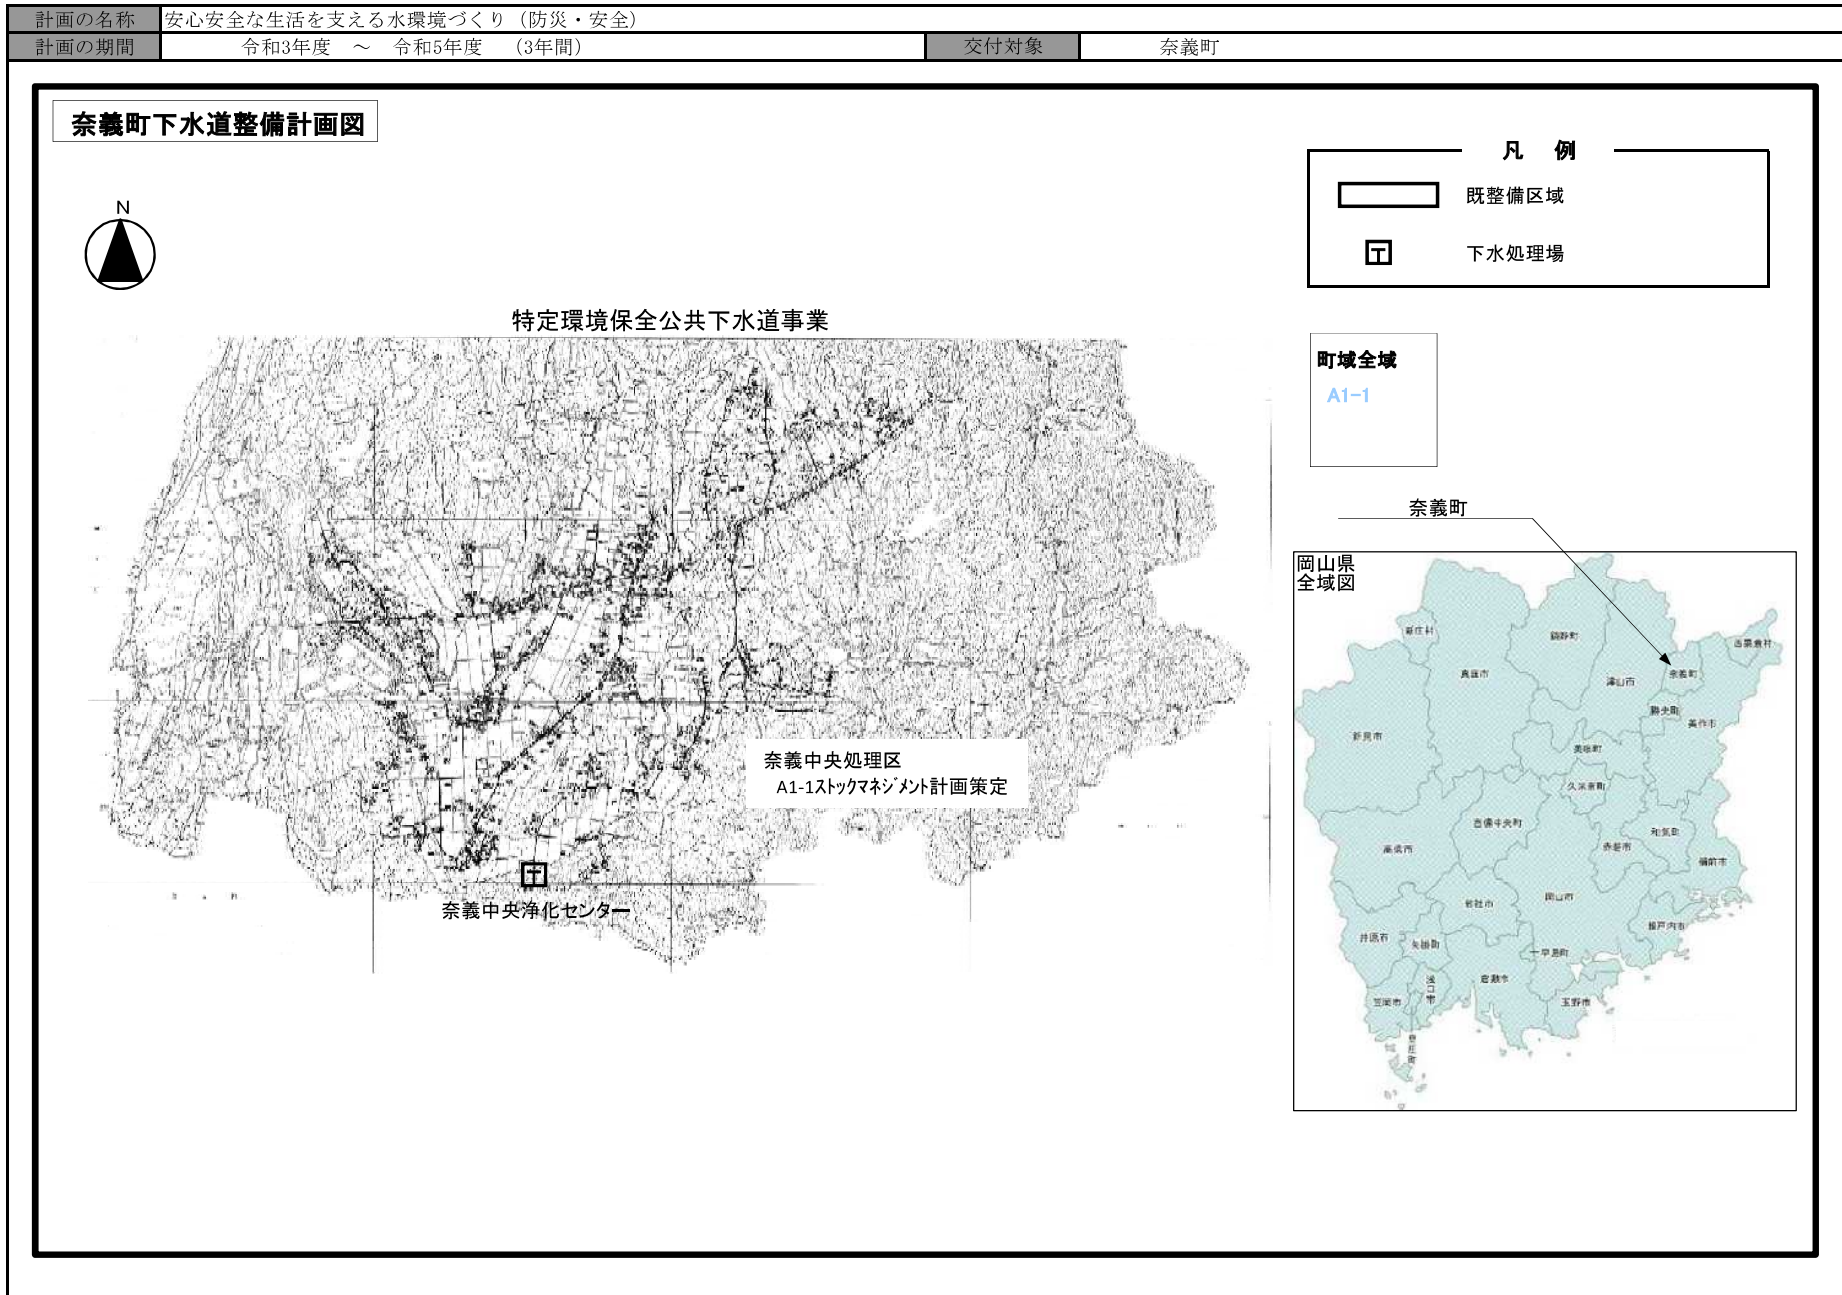 計画の名称 安心安全な生活を支える水環境づくり（防災・安全）
計画の期間 令和3年度 ～ 令和5年度 （3年間） 交付対象 奈義町
奈義町下水道整備計画図
凡 例
既整備区域
下水処理場
N
特定環境保全公共下水道事業
町域全域
A1-1
奈義町
岡山県
全域図
新庄村
鏡野町
西粟倉村
真庭市
津山市
奈義町
勝央町
美作市
新見市
美咲町
久米南町
吉備中央町
和気町
高梁市
赤磐市
備前市
総社市
岡山市
瀬戸内市
井原市
矢掛町
早島町
浅口市
倉敷市
笠岡市
玉野市
里庄町
奈義中央処理区
A1-1ｽﾄｯｸﾏﾈｼﾞﾒﾝﾄ計画策定
奈義中央浄化センター